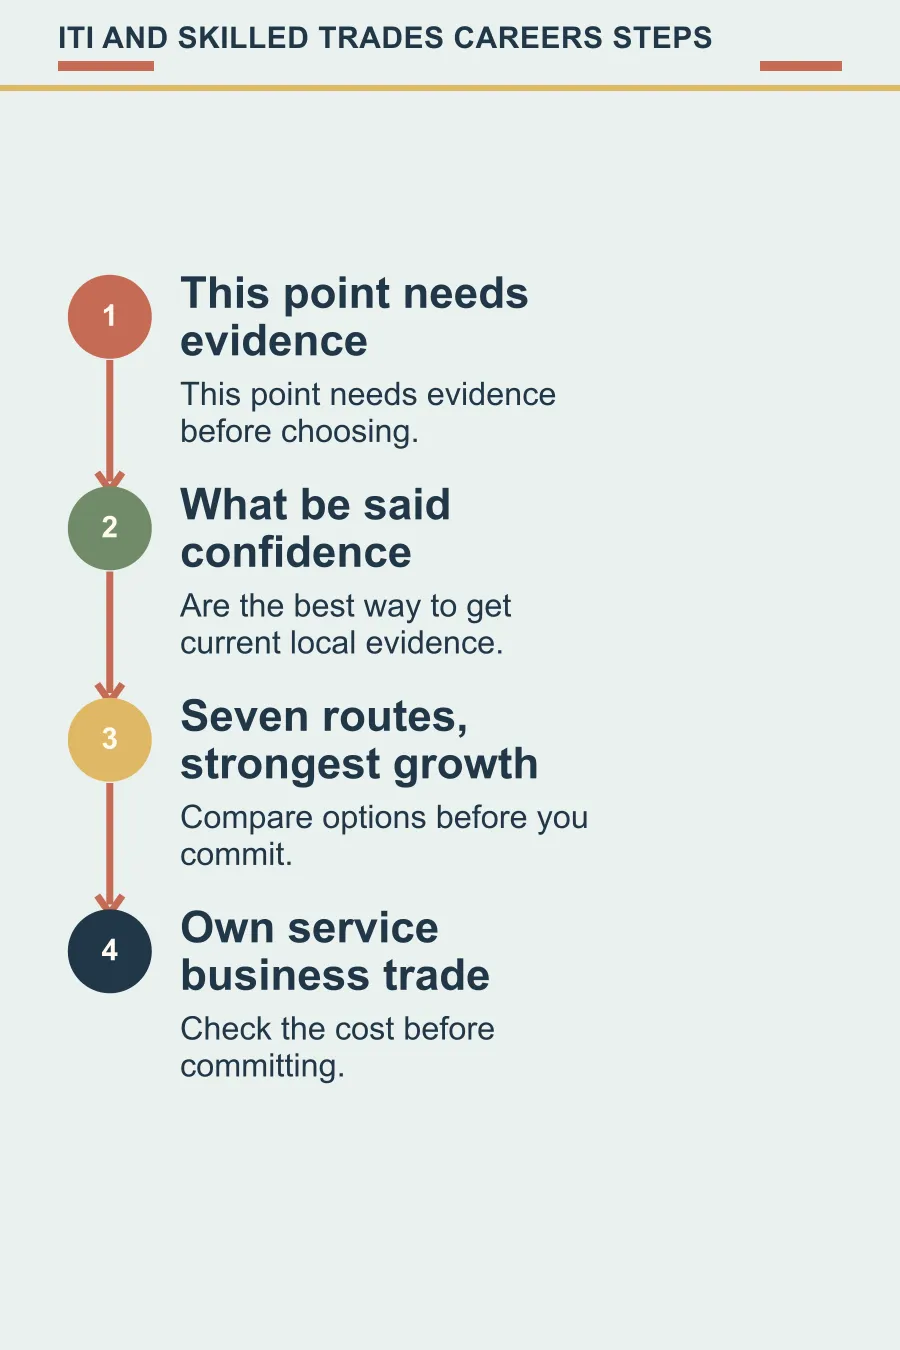 ITI AND SKILLED TRADES CAREERS STEPS
1
This point needs
evidence
This point needs evidence
before choosing.
2
What be said
confidence
Are the best way to get
current local evidence.
3
Seven routes,
strongest growth
Compare options before you
commit.
4
Own service
business trade
Check the cost before
committing.